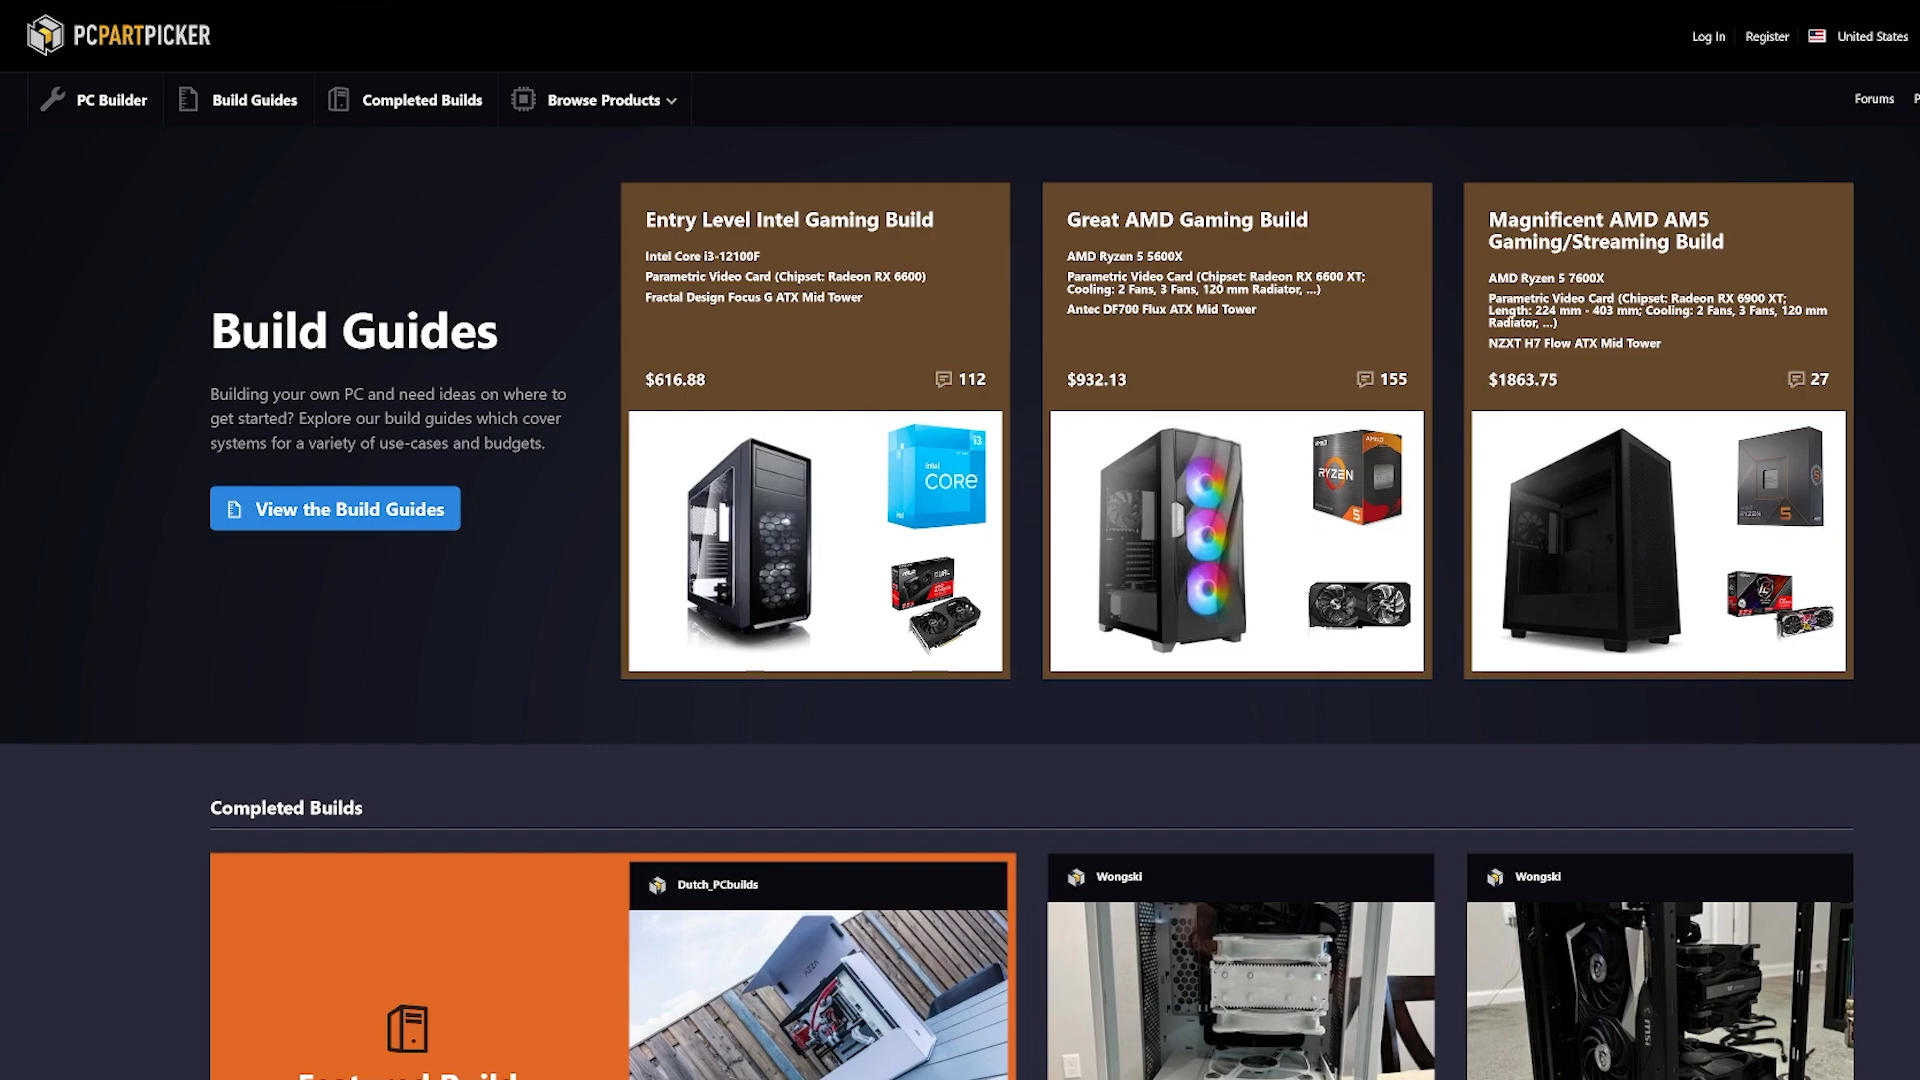 PCPARTPICKER
Log In
Register
United States
PC Builder
Build Guides
Completed Builds
Browse Products
Forums
Build Guides
Building your own PC and need ideas on where to
get started? Explore our build guides which cover
systems for a variety of use-cases and budgets.
View the Build Guides
Entry Level Intel Gaming Build
Intel Core i3-12100F
Parametric Video Card (Chipset: Radeon RX 6600)
Fractal Design Focus G ATX Mid Tower
$616.88
112
i3
intel
CORE
Great AMD Gaming Build
AMD Ryzen 5 5600X
Parametric Video Card (Chipset: Radeon RX 6600 XT;
Cooling: 2 Fans, 3 Fans, 120 mm Radiator, ...)
Antec DF700 Flux ATX Mid Tower
$932.13
155
AMD
RYZEN
5
Magnificent AMD AM5
Gaming/Streaming Build
AMD Ryzen 5 7600X
Parametric Video Card (Chipset: Radeon RX 6900 XT;
Length: 224 mm - 403 mm; Cooling: 2 Fans, 3 Fans, 120 mm
Radiator, ...)
NZXT H7 Flow ATX Mid Tower
$1863.75
27
RYZEN
5
Completed Builds
Dutch_PCbuilds
AZZA
Wongski
Wongski
msi